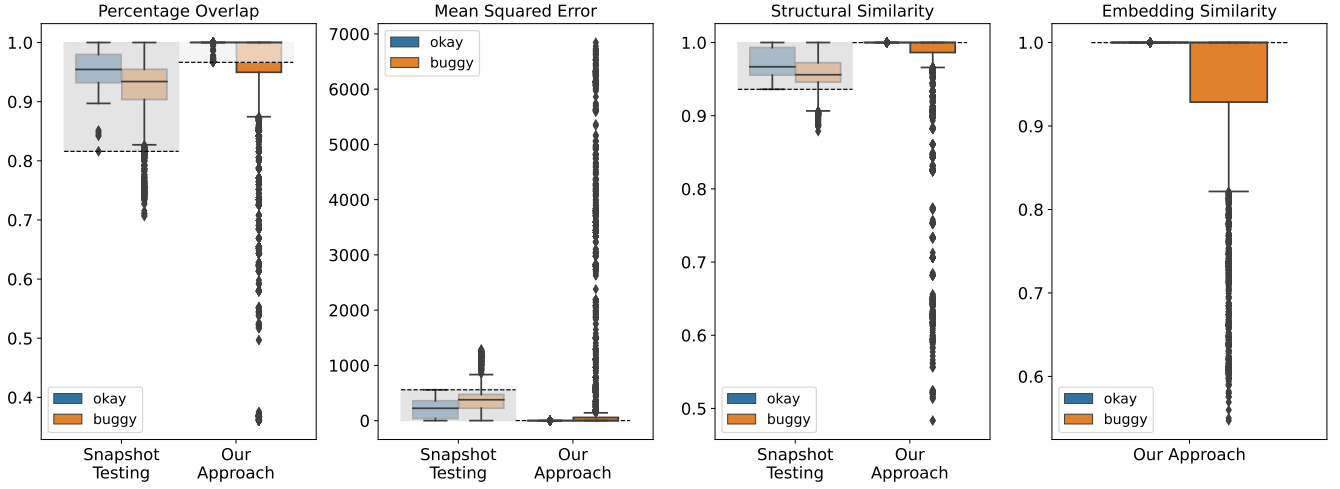 Percentage Overlap
1.0
0.9
0.8
0.7
0.6
0.5
0.4
okay
buggy
Snapshot
Testing
Our
Approach
Mean Squared Error
7000
6000
5000
4000
3000
2000
1000
0
okay
buggy
Snapshot
Testing
Our
Approach
Structural Similarity
1.0
0.9
0.8
0.7
0.6
0.5
okay
buggy
Snapshot
Testing
Our
Approach
Embedding Similarity
1.0
0.9
0.8
0.7
0.6
okay
buggy
Our Approach